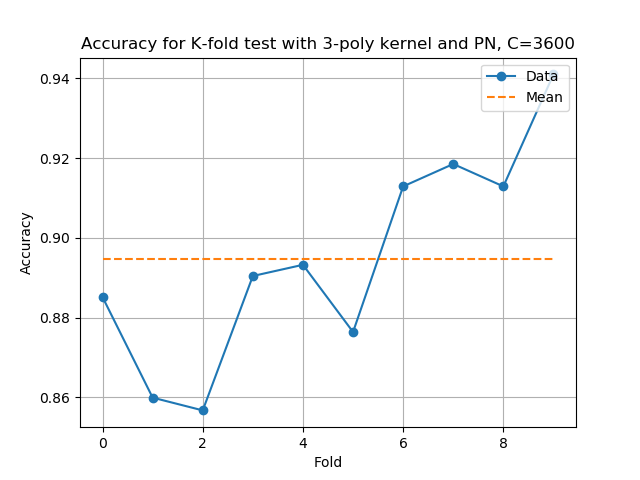 Accuracy for K-fold test with 3-poly kernel and PN, C=3600
Data
Mean
0.94
0.92
0.90
0.88
0.86
Accuracy
0
2
4
6
8
Fold